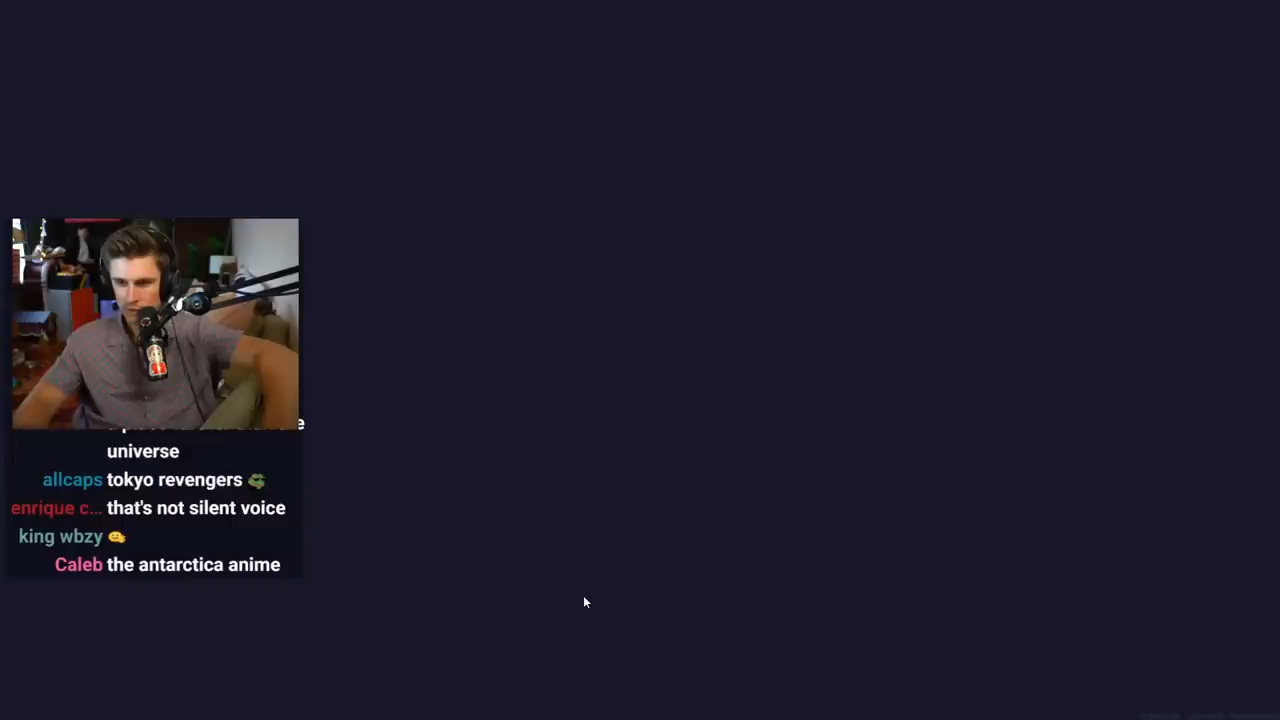 universe
allcaps tokyo revengers
enrique c... that's not silent voice
king wbzy
Caleb the antarctica anime